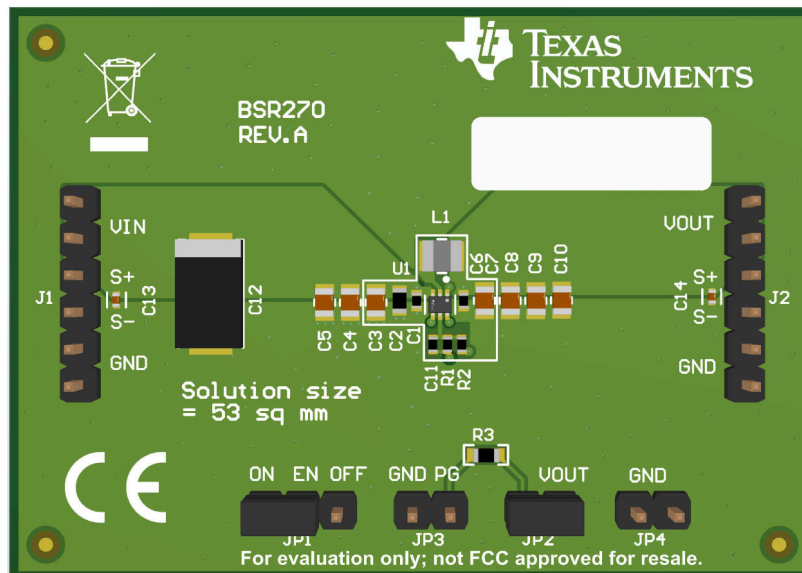 TEXAS
INSTRUMENTS
BSR270
REV.A
VIN
L1
VOUT
U1
C6
C7
C8
C9
C10
S+
C13
C12
C14
S+
J1
J2
S-
C5
C4
C3
C2
C1
S-
GND
C11
R1
R2
GND
Solution size
= 53 sq mm
R3
CE
ON EN OFF
GND PG
VOUT
GND
JP1
JP3
JP2
JP4
For evaluation only; not FCC approved for resale.